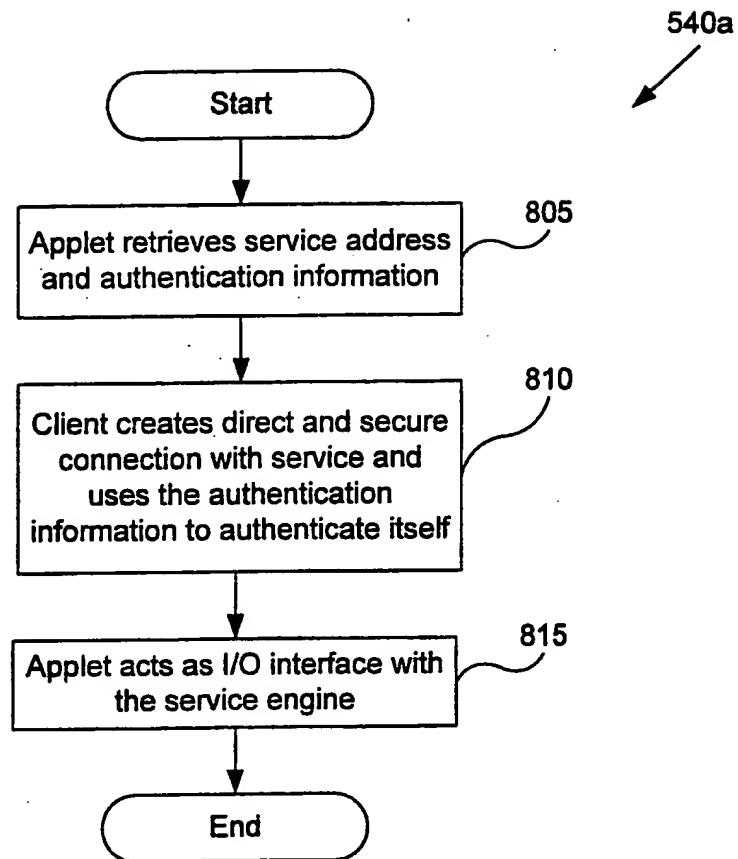 540a
Start
Applet retrieves service address
and authentication information
805
Client creates direct and secure
connection with service and
uses the authentication
information to authenticate itself
810
Applet acts as I/O interface with
the service engine
815
End